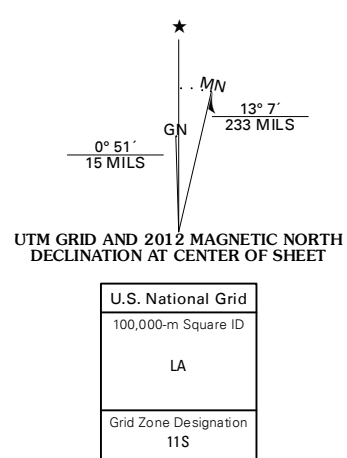 ★
MN
13° 7´
233 MILS
GN
0° 51´
15 MILS
UTM GRID AND 2012 MAGNETIC NORTH
DECLINATION AT CENTER OF SHEET
U.S. National Grid
100,000-m Square ID
LA
Grid Zone Designation
11S